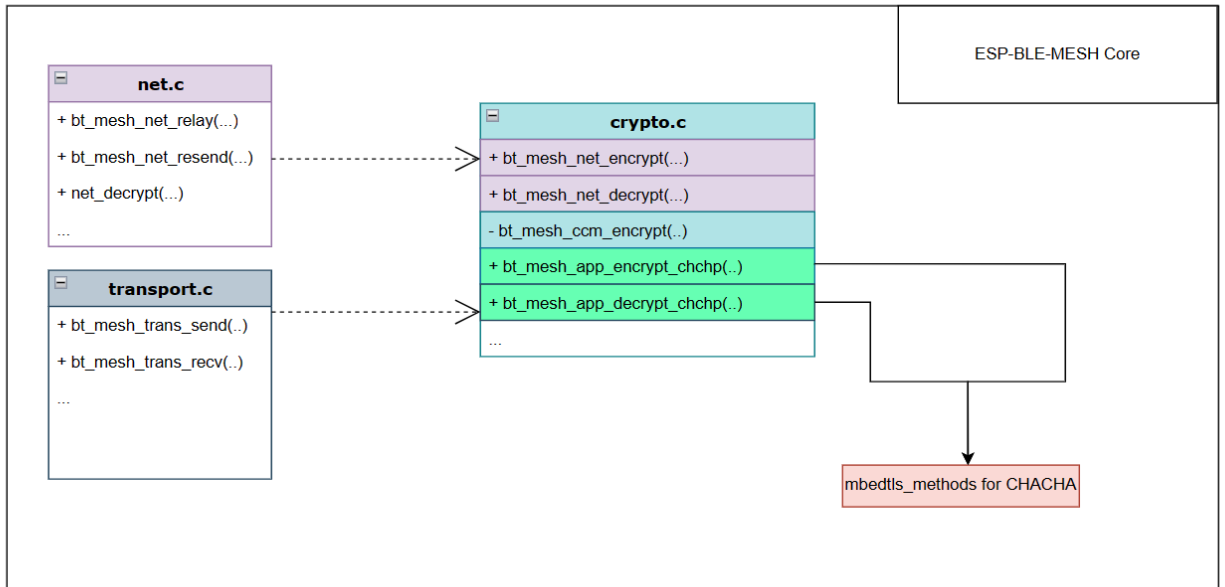 ESP-BLE-MESH Core
net.c
+ bt_mesh_net_relay(...)
+ bt_mesh_net_resend(...)
+ net_decrypt(...)
...
transport.c
+ bt_mesh_trans_send(..)
+ bt_mesh_trans_recv(..)
...
crypto.c
+ bt_mesh_net_encrypt(...)
+ bt_mesh_net_decrypt(...)
- bt_mesh_ccm_encrypt(..)
+ bt_mesh_app_encrypt_chchp(..)
+ bt_mesh_app_decrypt_chchp(..)
...
mbedtls_methods for CHACHA